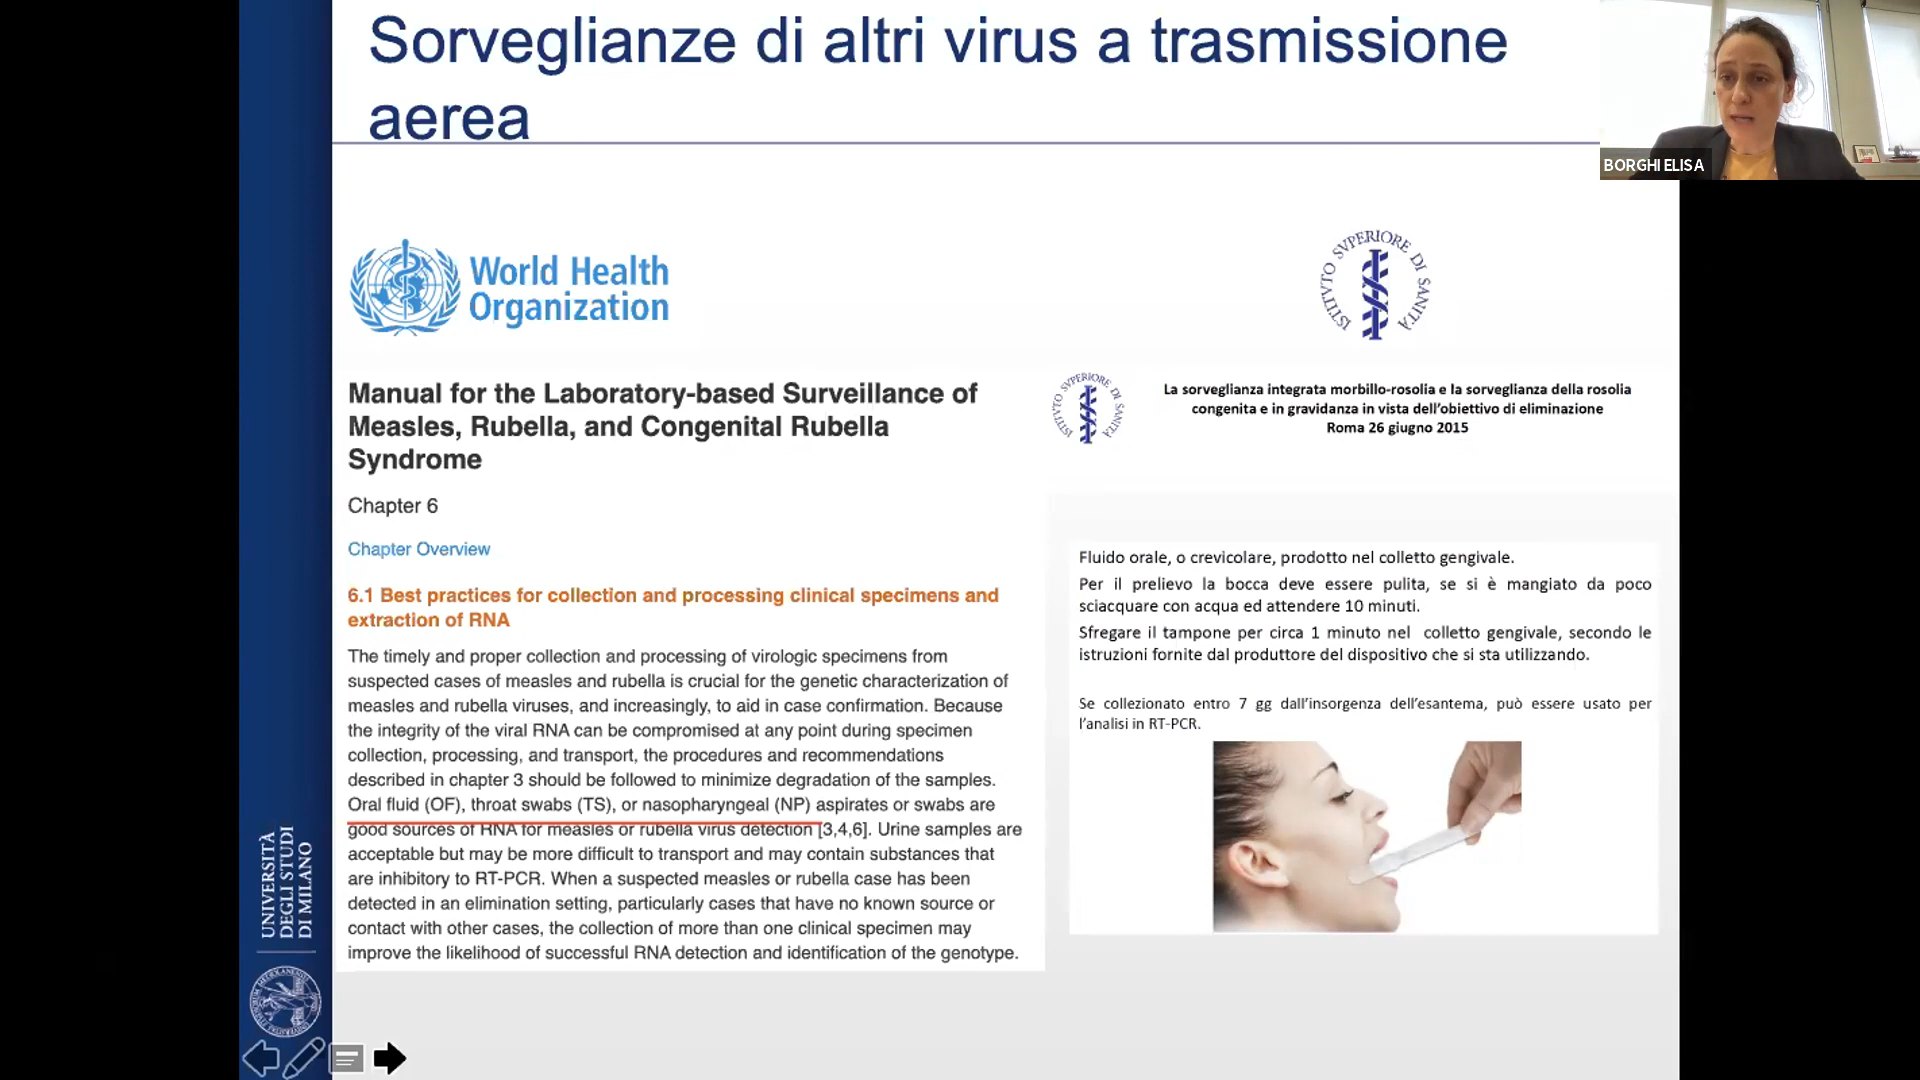 Sorveglianze di altri virus a trasmissione
aerea
BORGHI ELISA
World Health
Organization
ISTITVTO SVPERIORE DI SANITÀ
Manual for the Laboratory-based Surveillance of
Measles, Rubella, and Congenital Rubella
Syndrome
Chapter 6
Chapter Overview
6.1 Best practices for collection and processing clinical specimens and
extraction of RNA
The timely and proper collection and processing of virologic specimens from
suspected cases of measles and rubella is crucial for the genetic characterization of
measles and rubella viruses, and increasingly, to aid in case confirmation. Because
the integrity of the viral RNA can be compromised at any point during specimen
collection, processing, and transport, the procedures and recommendations
described in chapter 3 should be followed to minimize degradation of the samples.
Oral fluid (OF), throat swabs (TS), or nasopharyngeal (NP) aspirates or swabs are
good sources of RNA for measles or rubella virus detection [3,4,6]. Urine samples are
acceptable but may be more difficult to transport and may contain substances that
are inhibitory to RT-PCR. When a suspected measles or rubella case has been
detected in an elimination setting, particularly cases that have no known source or
contact with other cases, the collection of more than one clinical specimen may
improve the likelihood of successful RNA detection and identification of the genotype.
ISTITVTO SVPERIORE DI SANITÀ
La sorveglianza integrata morbillo-rosolia e la sorveglianza della rosolia
congenita e in gravidanza in vista dell'obiettivo di eliminazione
Roma 26 giugno 2015
Fluido orale, o crevicolare, prodotto nel colletto gengivale.
Per il prelievo la bocca deve essere pulita, se si è mangiato da poco
sciacquare con acqua ed attendere 10 minuti.
Sfregare il tampone per circa 1 minuto nel colletto gengivale, secondo le
istruzioni fornite dal produttore del dispositivo che si sta utilizzando.
Se collezionato entro 7 gg dall'insorgenza dell'esantema, può essere usato per
l'analisi in RT-PCR.
UNIVERSITÀ
DEGLI STUDI
DI MILANO